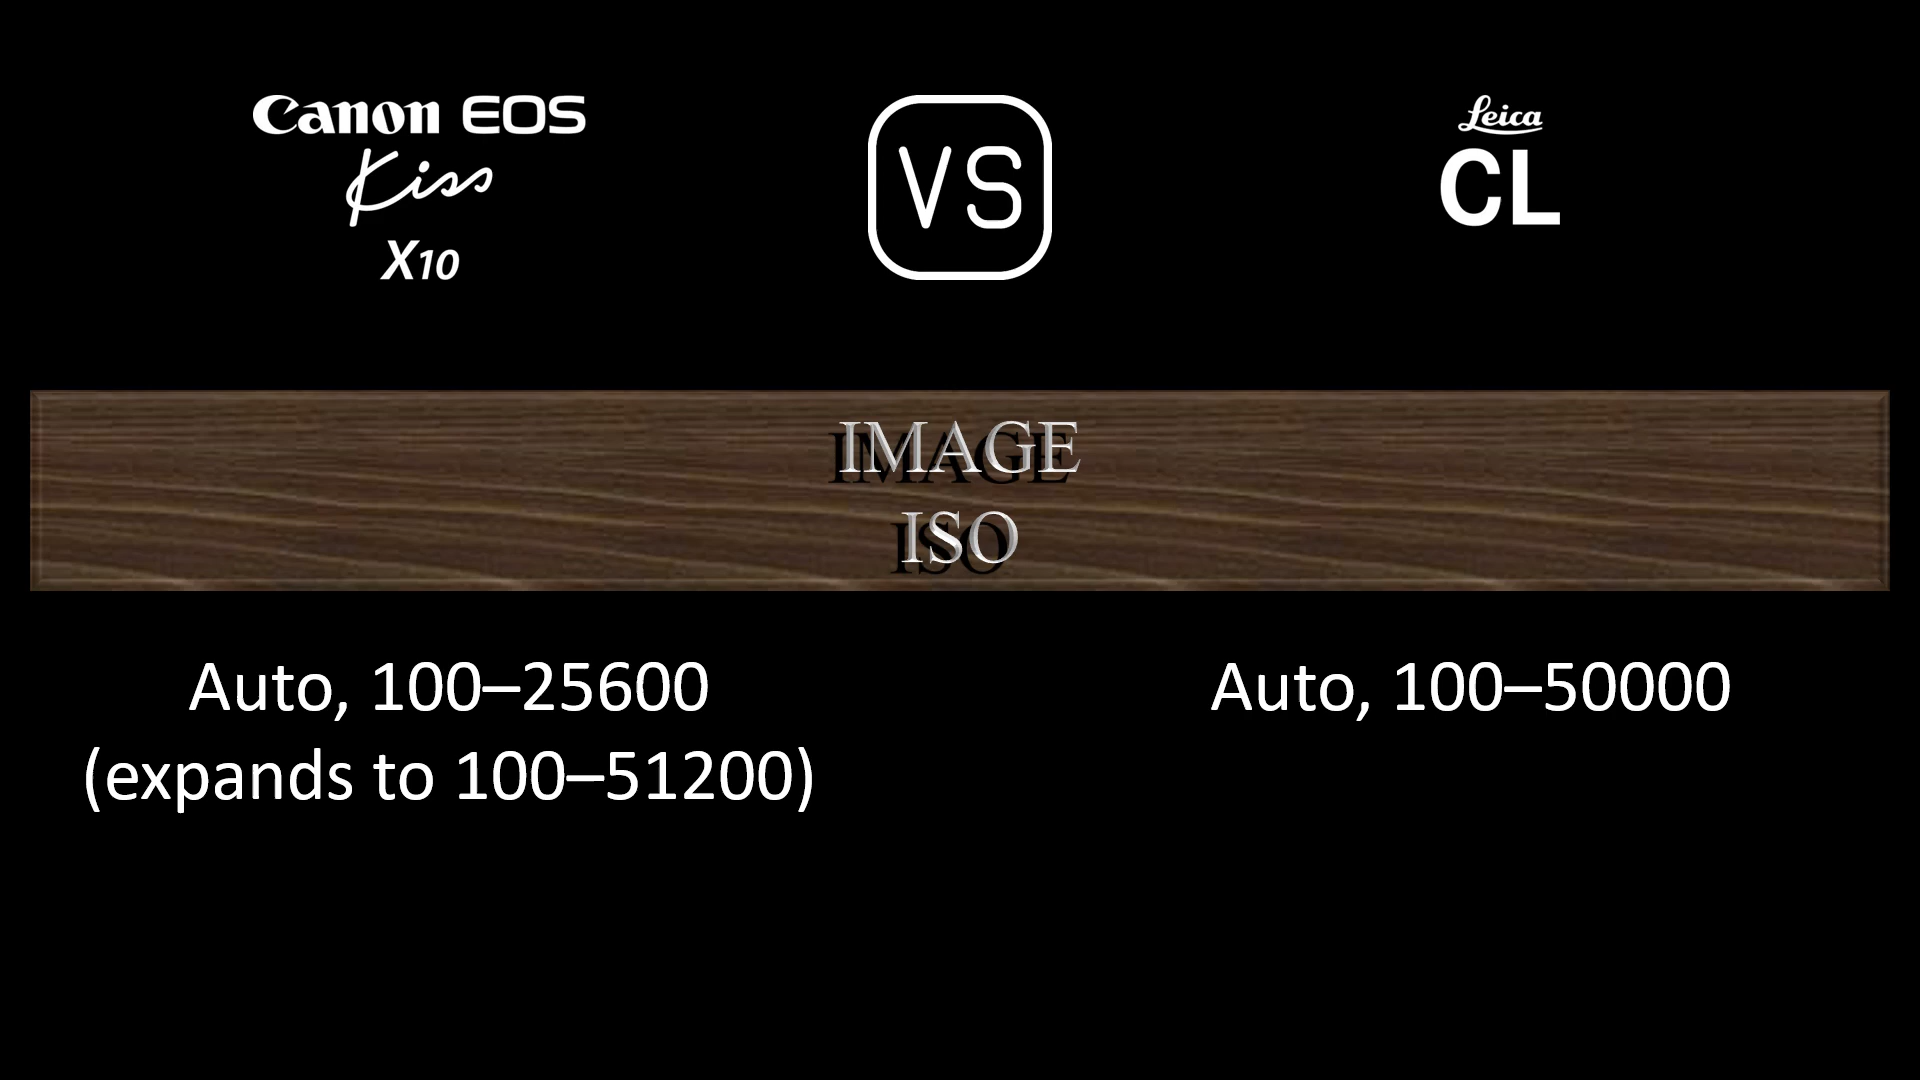 Canon EOS
Kiss
X10
VS
Leica
CL
IMAGE
ISO
Auto, 100–25600
(expands to 100–51200)
Auto, 100–50000